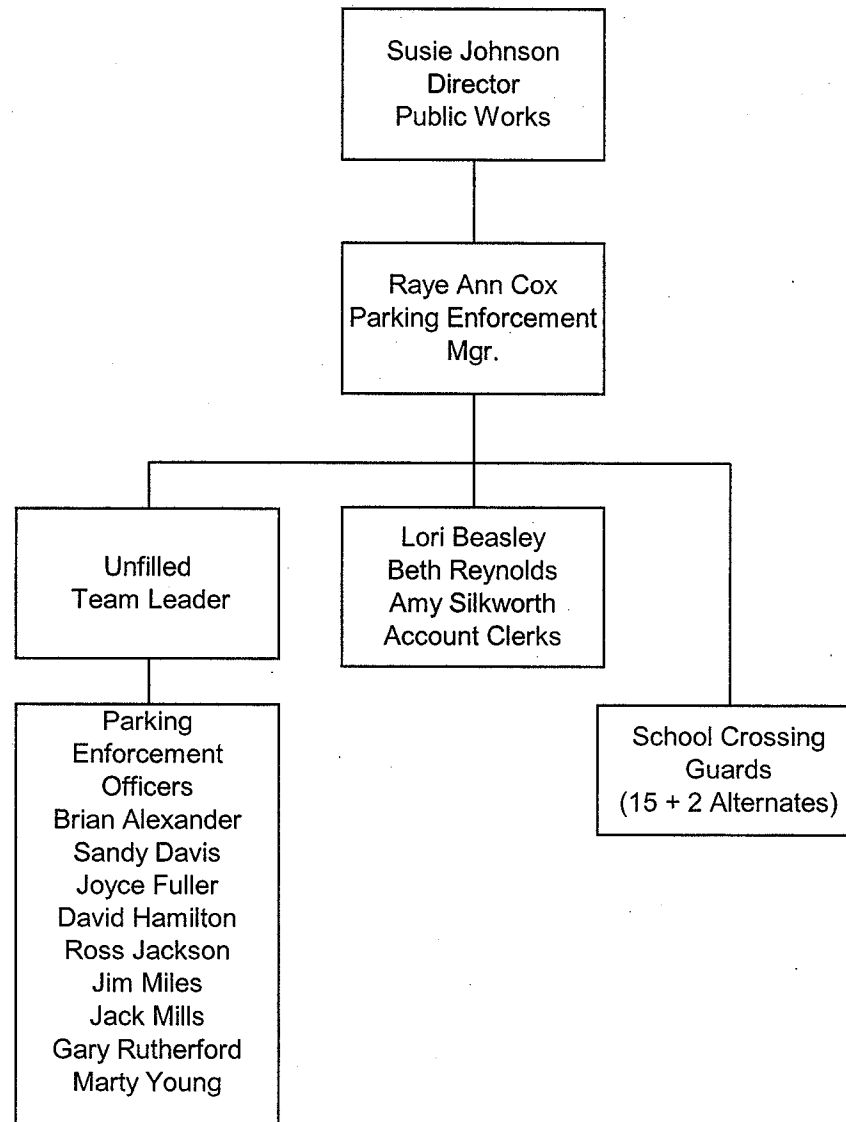 Susie Johnson
Director
Public Works
Raye Ann Cox
Parking Enforcement
Mgr.
Unfilled
Team Leader
Lori Beasley
Beth Reynolds
Amy Silkworth
Account Clerks
Parking
Enforcement
Officers
Brian Alexander
Sandy Davis
Joyce Fuller
David Hamilton
Ross Jackson
Jim Miles
Jack Mills
Gary Rutherford
Marty Young
School Crossing
Guards
(15 + 2 Alternates)